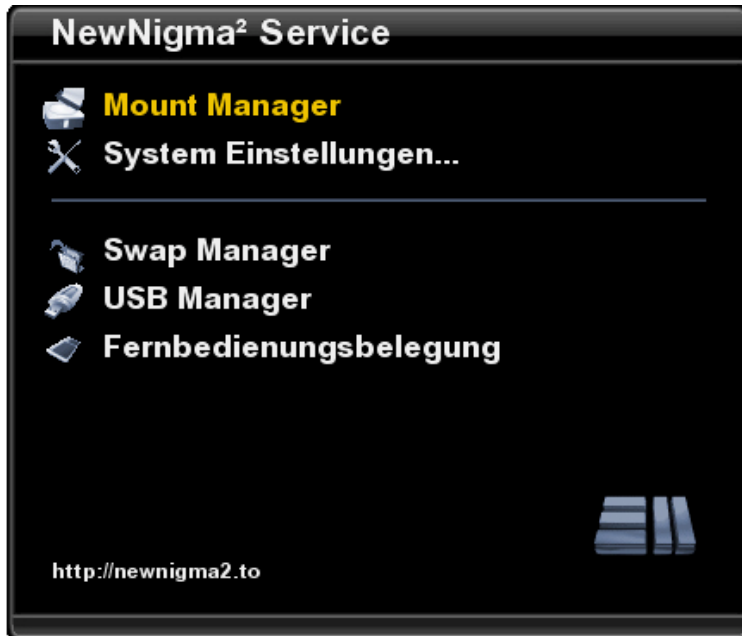 NewNigma² Service
Mount Manager
System Einstellungen...
Swap Manager
USB Manager
Fernbedienungsbelegung
http://newnigma2.to